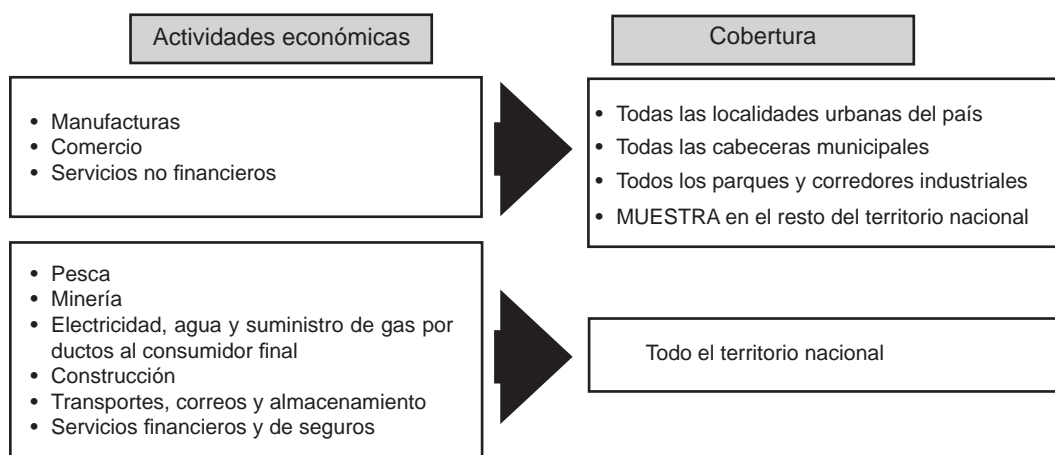 Actividades económicas
Cobertura
• Manufacturas
• Comercio
• Servicios no financieros
• Todas las localidades urbanas del país
• Todas las cabeceras municipales
• Todos los parques y corredores industriales
• MUESTRA en el resto del territorio nacional
• Pesca
• Minería
• Electricidad, agua y suministro de gas por
ductos al consumidor final
• Construcción
• Transportes, correos y almacenamiento
• Servicios financieros y de seguros
Todo el territorio nacional